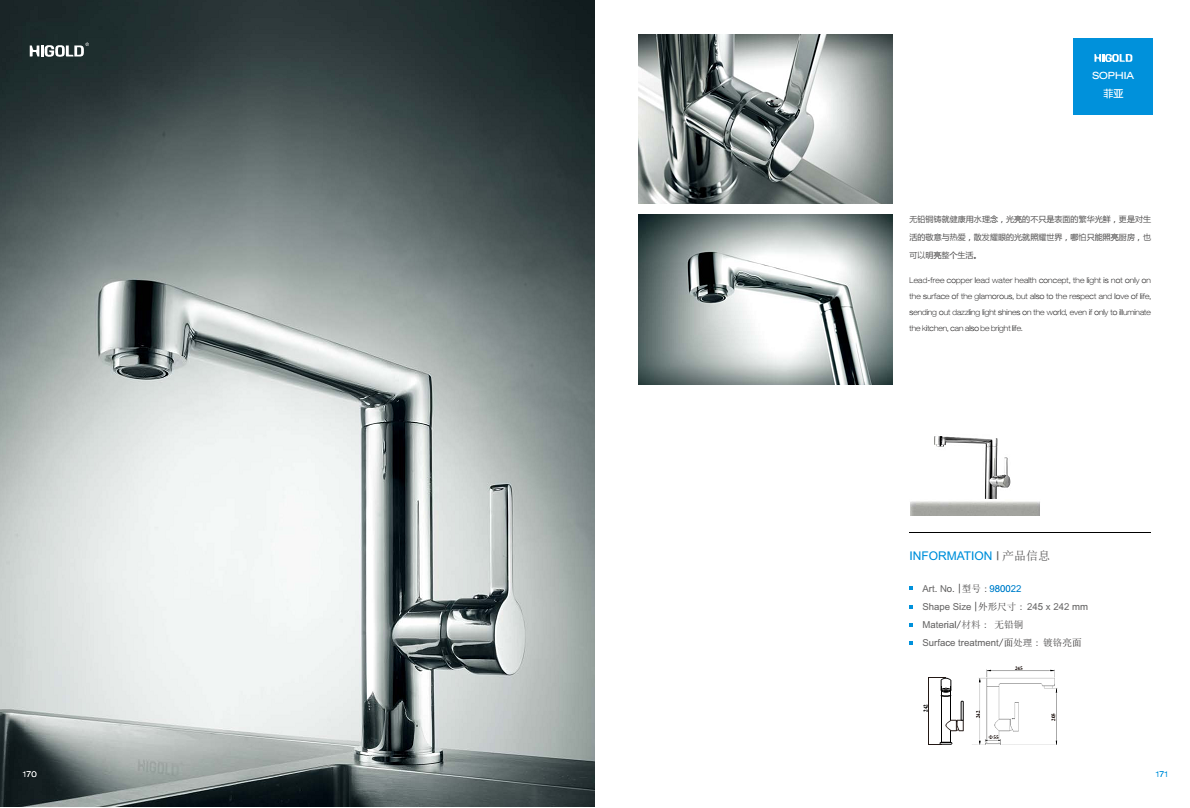 HIGOLD®
HIGOLD
170
HIGOLD
SOPHIA
菲亚
无铅铜铸就健康用水理念，光亮的不只是表面的繁华光鲜，更是对生
活的敬意与热爱，散发耀眼的光就照耀世界，哪怕只能照亮厨房，也
可以明亮整个生活。
Lead-free copper lead water health concept, the light is not only on
the surface of the glamorous, but also to the respect and love of life,
sending out dazzling light shines on the world, even if only to illuminate
the kitchen, can also be bright life.
INFORMATION | 产品信息
Art. No. |型号 : 980022
Shape Size |外形尺寸 : 245 x 242 mm
Material/材料 : 无铅铜
Surface treatment/面处理 : 镀铬亮面
242
242
Φ55
171